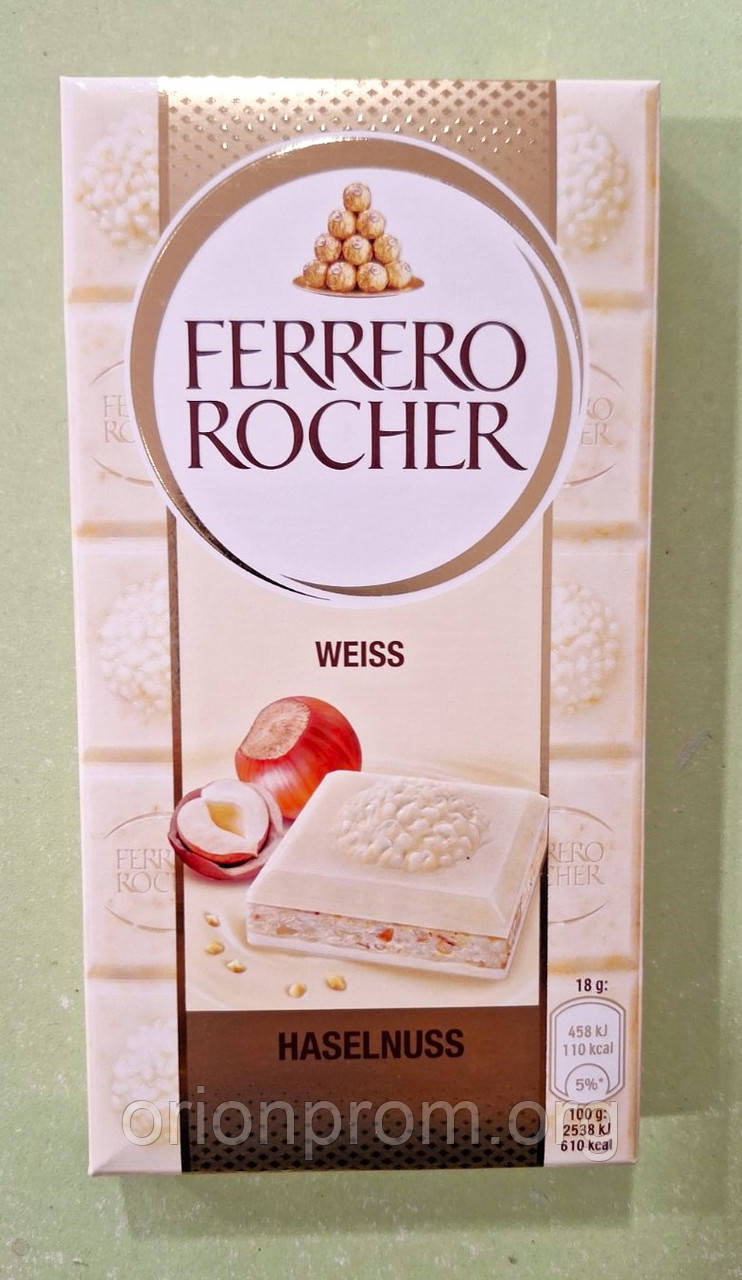 FERRERO
ROCHER
WEISS
HASELNUSS
18 g:
458 kJ
110 kcal
5%*
100 g:
2538 kJ
610 kcal
orionprom.org